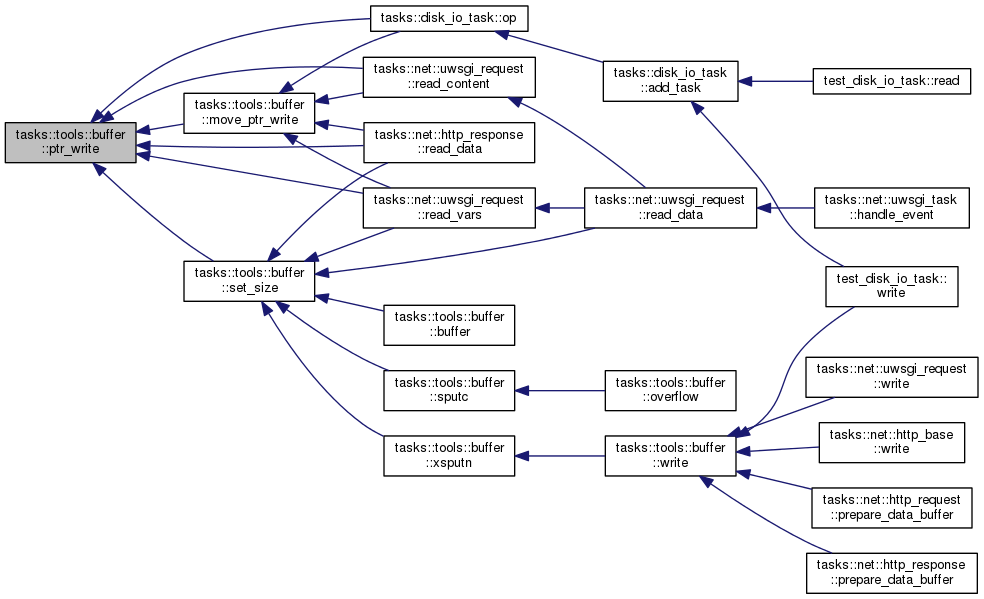 tasks::tools::buffer
::ptr_write
tasks::tools::buffer
::move_ptr_write
tasks::tools::buffer
::set_size
tasks::disk_io_task::op
tasks::net::uwsgi_request
::read_content
tasks::net::http_response
::read_data
tasks::net::uwsgi_request
::read_vars
tasks::tools::buffer
::buffer
tasks::tools::buffer
::sputc
tasks::tools::buffer
::xsputn
tasks::disk_io_task
::add_task
tasks::net::uwsgi_request
::read_data
tasks::tools::buffer
::overflow
tasks::tools::buffer
::write
test_disk_io_task::read
tasks::net::uwsgi_task
::handle_event
test_disk_io_task::
write
tasks::net::uwsgi_request
::write
tasks::net::http_base
::write
tasks::net::http_request
::prepare_data_buffer
tasks::net::http_response
::prepare_data_buffer